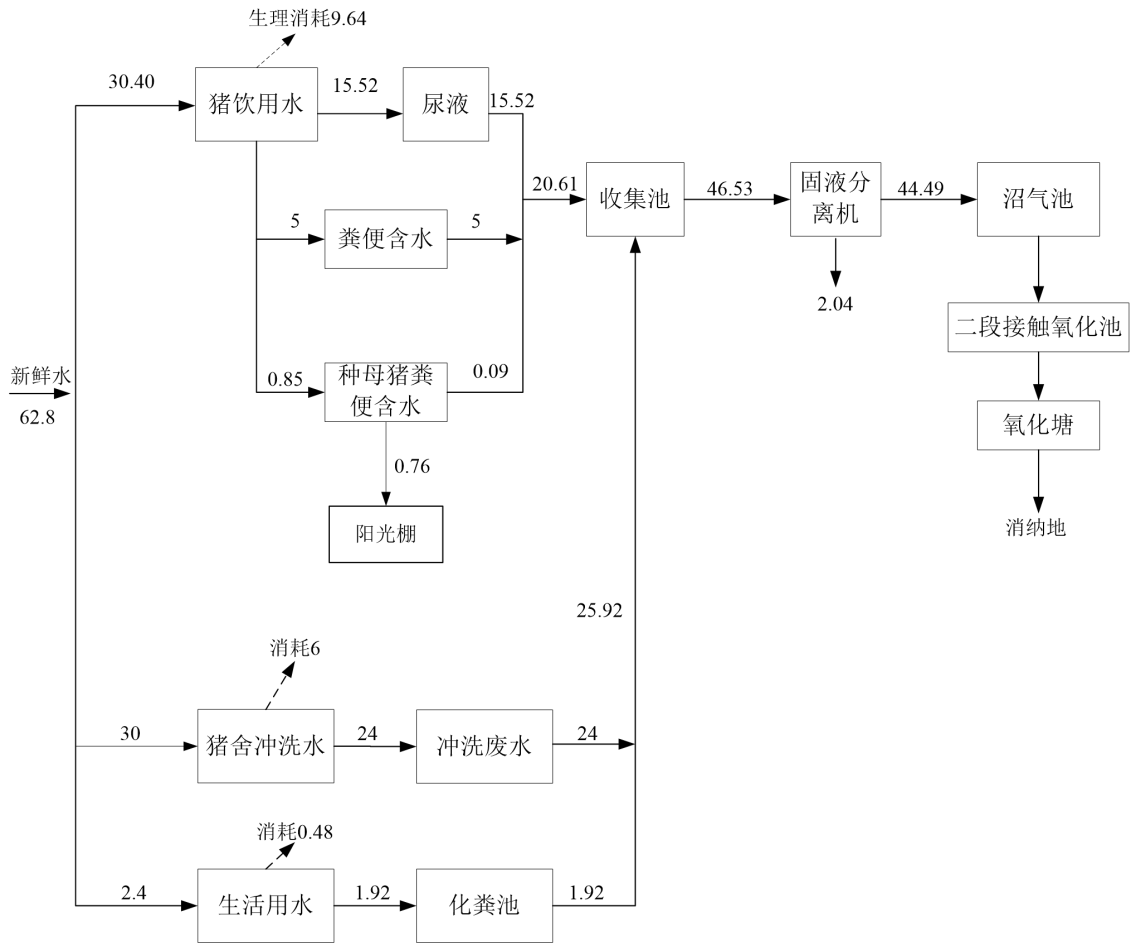 生理消耗9.64
30.40
猪饮用水
15.52
尿液
15.52
20.61
收集池
46.53
固液分
离机
44.49
沼气池
5
粪便含水
5
2.04
二段接触氧化池
新鲜水
62.8
0.85
种母猪粪
便含水
0.09
氧化塘
0.76
阳光棚
消纳地
25.92
消耗6
30
猪舍冲洗水
24
冲洗废水
24
消耗0.48
2.4
生活用水
1.92
化粪池
1.92